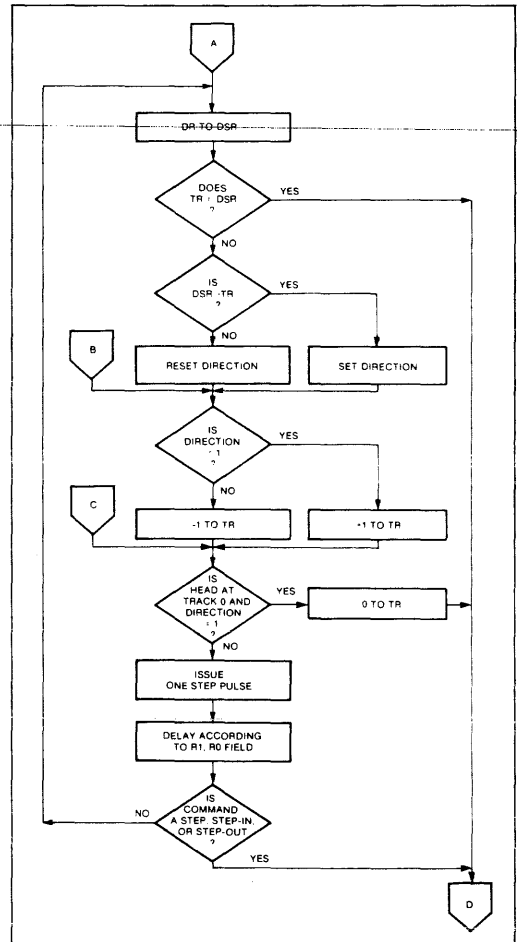 A
DR TO DSR
DOES
TR = DSR
?
YES
NO
IS
DSR TR
?
YES
NO
B
RESET DIRECTION
SET DIRECTION
IS
DIRECTION
= 1
?
YES
NO
C
-1 TO TR
+1 TO TR
IS
HEAD AT
TRACK 0 AND
DIRECTION
= 1
?
YES
0 TO TR
NO
ISSUE
ONE STEP PULSE
DELAY ACCORDING
TO R1, R0 FIELD
IS
COMMAND
A STEP, STEP-IN,
OR STEP-OUT
?
NO
YES
D